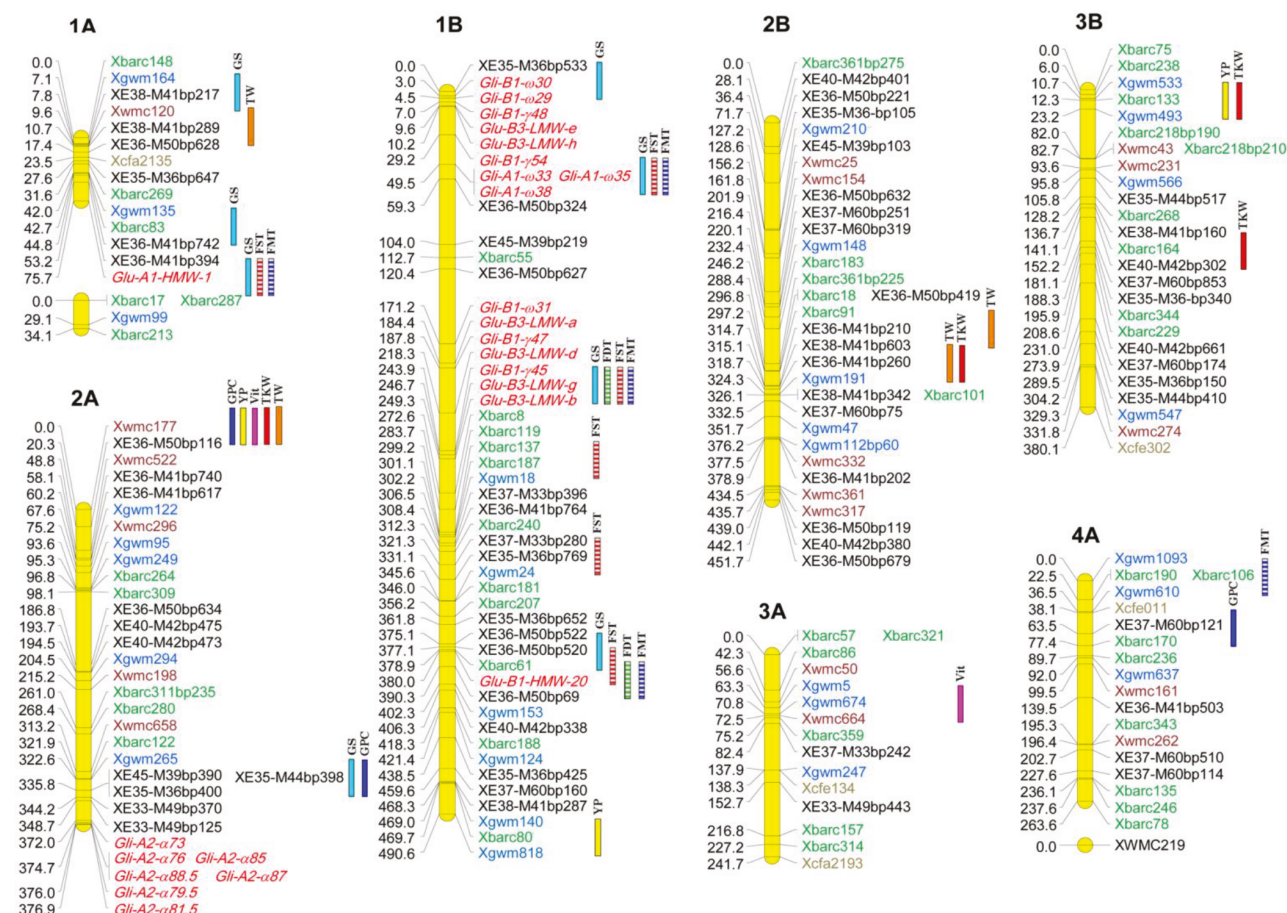 1A
0.0 Xbarc148
7.1 Xgwm164
7.8 XE38-M41bp217
9.6 Xwmc120
10.7 XE38-M41bp289
17.4 XE36-M50bp628
23.5 Xcfa2135
27.6 XE35-M36bp647
31.6 Xbarc269
42.0 Xgwm135
42.7 Xbarc83
44.8 XE36-M41bp742
53.2 XE36-M41bp394
75.7 Glu-A1-HMW-1
0.0 Xbarc17 Xbarc287
29.1 Xgwm99
34.1 Xbarc213
GS
TW
GS
GS FST FMT
2A
0.0 Xwmc177
20.3 XE36-M50bp116
48.8 Xwmc522
58.1 XE36-M41bp740
60.2 XE36-M41bp617
67.6 Xgwm122
75.2 Xwmc296
93.6 Xgwm95
95.3 Xgwm249
96.8 Xbarc264
98.1 Xbarc309
186.8 XE36-M50bp634
193.7 XE40-M42bp475
194.5 XE40-M42bp473
204.5 Xgwm294
215.2 Xwmc198
261.0 Xbarc311bp235
268.4 Xbarc280
313.2 Xwmc658
321.9 Xbarc122
322.6 Xgwm265
335.8 XE45-M39bp390 XE35-M44bp398
XE35-M36bp400
344.2 XE33-M49bp370
348.7 XE33-M49bp125
372.0 Gli-A2-α73
374.7 Gli-A2-α76 Gli-A2-α85
Gli-A2-α88.5 Gli-A2-α87
376.0 Gli-A2-α79.5
376.9 Gli-A2-α81.5
GPC YP Vit TKW TW
GS GPC
1B
0.0 XE35-M36bp533
3.0 Gli-B1-ω30
4.5 Gli-B1-ω29
7.0 Gli-B1-γ48
9.6 Glu-B3-LMW-e
10.2 Glu-B3-LMW-h
29.2 Gli-B1-γ54
49.5 Gli-A1-ω33 Gli-A1-ω35
Gli-A1-ω38
59.3 XE36-M50bp324
104.0 XE45-M39bp219
112.7 Xbarc55
120.4 XE36-M50bp627
171.2 Gli-B1-ω31
184.4 Glu-B3-LMW-a
187.8 Gli-B1-γ47
218.3 Glu-B3-LMW-d
243.9 Gli-B1-γ45
246.7 Glu-B3-LMW-g
249.3 Glu-B3-LMW-b
272.6 Xbarc8
283.7 Xbarc119
299.2 Xbarc137
301.1 Xbarc187
302.2 Xgwm18
306.5 XE37-M33bp396
308.4 XE36-M41bp764
312.3 Xbarc240
321.3 XE37-M33bp280
331.1 XE35-M36bp769
345.6 Xgwm24
346.0 Xbarc181
356.2 Xbarc207
361.8 XE35-M36bp652
375.1 XE36-M50bp522
377.1 XE36-M50bp520
378.9 Xbarc61
380.0 Glu-B1-HMW-20
390.3 XE36-M50bp69
402.3 Xgwm153
406.3 XE40-M42bp338
418.3 Xbarc188
421.4 Xgwm124
438.5 XE35-M36bp425
459.6 XE37-M60bp160
468.3 XE38-M41bp287
469.0 Xgwm140
469.7 Xbarc80
490.6 Xgwm818
GS
GS FST FMT
GS FDT FST FMT
FST
FST
GS FST FDT FMT
YP
2B
0.0 Xbarc361bp275
28.1 XE40-M42bp401
36.4 XE36-M50bp221
71.7 XE35-M36-bp105
127.2 Xgwm210
128.6 XE45-M39bp103
156.2 Xwmc25
161.8 Xwmc154
201.9 XE36-M50bp632
216.4 XE37-M60bp251
220.1 XE37-M60bp319
232.4 Xgwm148
246.2 Xbarc183
288.4 Xbarc361bp225
296.8 Xbarc18 XE36-M50bp419
297.2 Xbarc91
314.7 XE36-M41bp210
315.1 XE38-M41bp603
318.7 XE36-M41bp260
324.3 Xgwm191
326.1 XE38-M41bp342 Xbarc101
332.5 XE37-M60bp75
351.7 Xgwm47
376.2 Xgwm112bp60
377.5 Xwmc332
378.9 XE36-M41bp202
434.5 Xwmc361
435.7 Xwmc317
439.0 XE36-M50bp119
442.1 XE40-M42bp380
451.7 XE36-M50bp679
TW
TW TKW
3A
0.0 Xbarc57 Xbarc321
42.3 Xbarc86
56.6 Xwmc50
63.3 Xgwm5
70.8 Xgwm674
72.5 Xwmc664
75.2 Xbarc359
82.4 XE37-M33bp242
137.9 Xgwm247
138.3 Xcfe134
152.7 XE33-M49bp443
216.8 Xbarc157
227.2 Xbarc314
241.7 Xcfa2193
Vit
3B
0.0 Xbarc75
6.0 Xbarc238
10.7 Xgwm533
12.3 Xbarc133
23.2 Xgwm493
82.0 Xbarc218bp190
82.7 Xwmc43 Xbarc218bp210
93.6 Xwmc231
95.8 Xgwm566
105.8 XE35-M44bp517
128.2 Xbarc268
136.7 XE38-M41bp160
141.1 Xbarc164
152.2 XE40-M42bp302
181.1 XE37-M60bp853
188.3 XE35-M36-bp340
195.9 Xbarc344
208.6 Xbarc229
231.0 XE40-M42bp661
273.9 XE37-M60bp174
289.5 XE35-M36bp150
304.2 XE35-M44bp410
329.3 Xgwm547
331.8 Xwmc274
380.1 Xcfe302
YP TKW
TKW
4A
0.0 Xgwm1093
22.5 Xbarc190 Xbarc106
36.5 Xgwm610
38.1 Xcfe011
63.5 XE37-M60bp121
77.4 Xbarc170
89.7 Xbarc236
92.0 Xgwm637
99.5 Xwmc161
139.5 XE36-M41bp503
195.3 Xbarc343
196.4 Xwmc262
202.7 XE37-M60bp510
227.6 XE37-M60bp114
236.1 Xbarc135
237.6 Xbarc246
263.6 Xbarc78
0.0 XWMC219
FMT
GPC